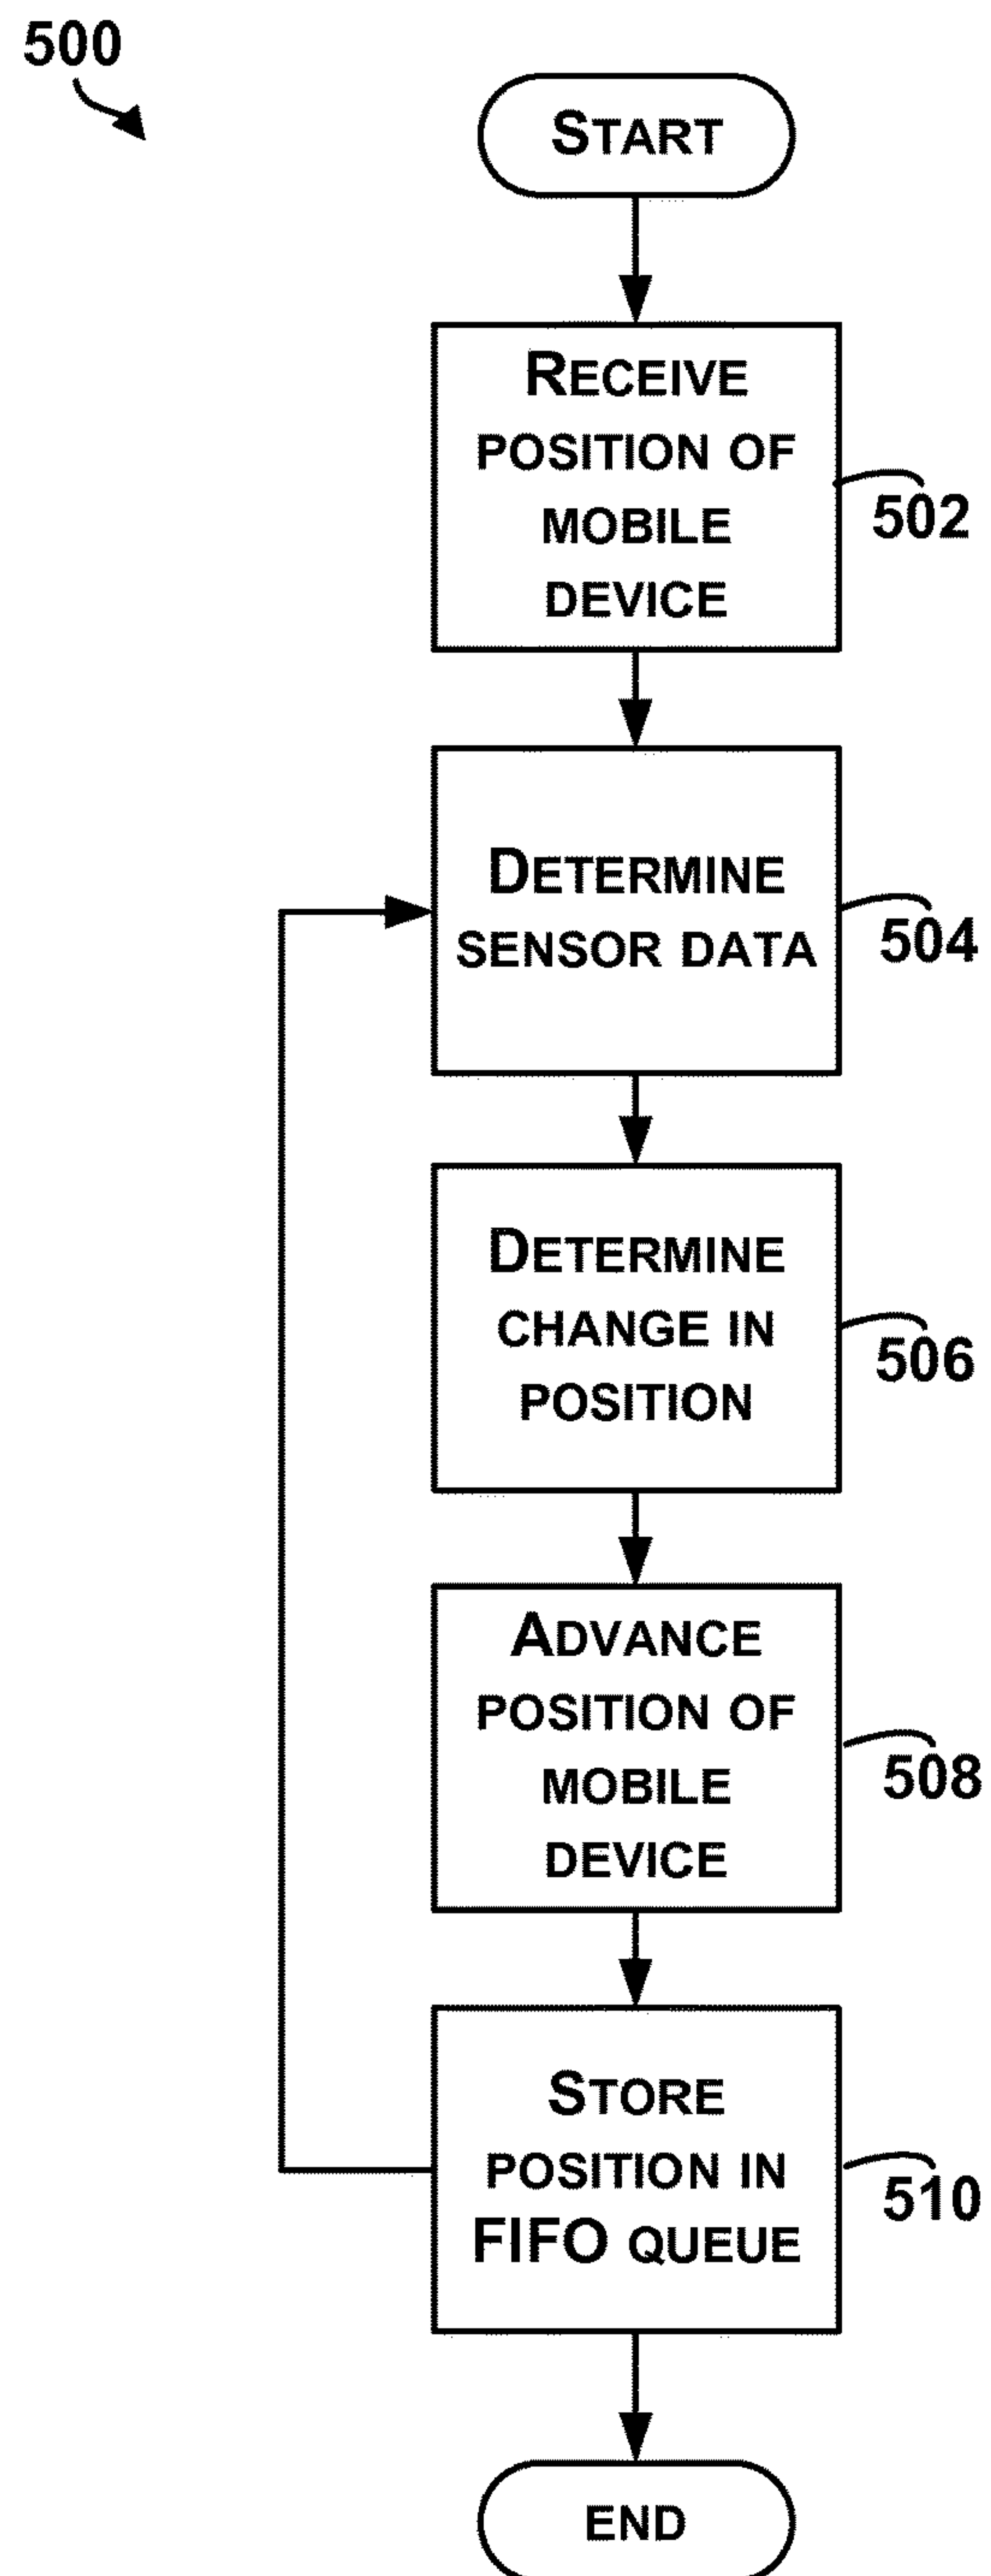 500
START
RECEIVE
POSITION OF
MOBILE
DEVICE
502
DETERMINE
SENSOR DATA
504
DETERMINE
CHANGE IN
POSITION
506
ADVANCE
POSITION OF
MOBILE
DEVICE
508
STORE
POSITION IN
FIFO QUEUE
510
END